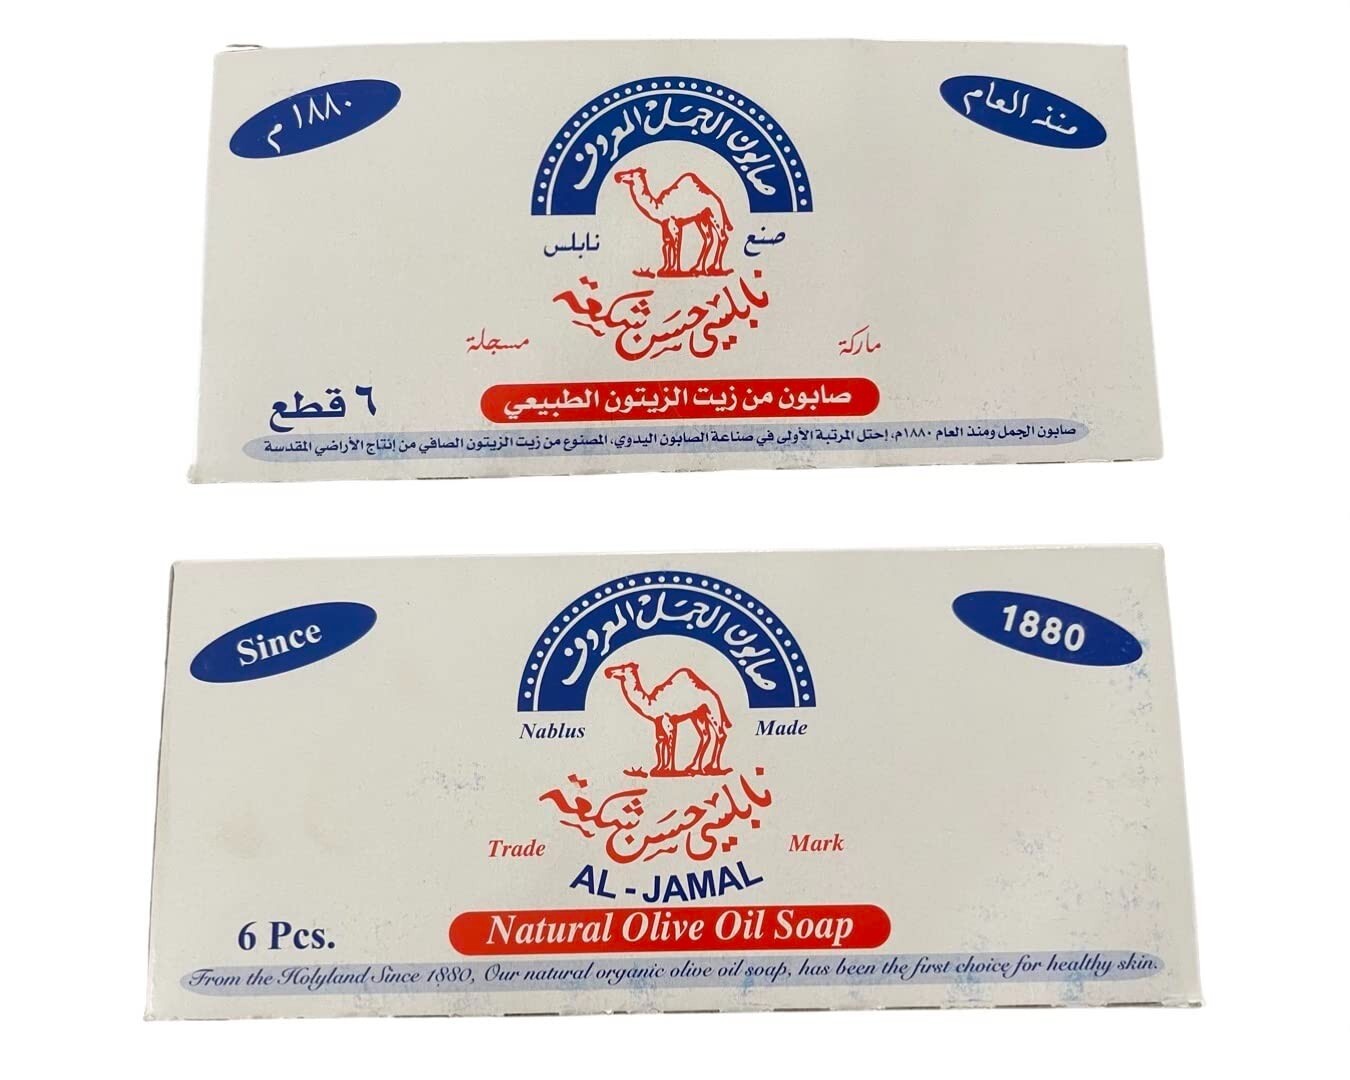 منذ العام
١٨٨٠ م
صابون الجمل المعروف
صنع نابلس
نابلسي حسن شكعة
ماركة مسجلة
صابون من زيت الزيتون الطبيعي
٦ قطع
صابون الجمل ومنذ العام ١٨٨٠م، إحتل المرتبة الأولى في صناعة الصابون اليدوي، المصنوع من زيت الزيتون الصافي من إنتاج الأراضي المقدسة
Since
1880
صابون الجمل المعروف
Nablus Made
نابلسي حسن شكعة
Trade Mark
AL - JAMAL
Natural Olive Oil Soap
6 Pcs.
From the Holyland Since 1880, Our natural organic olive oil soap, has been the first choice for healthy skin.